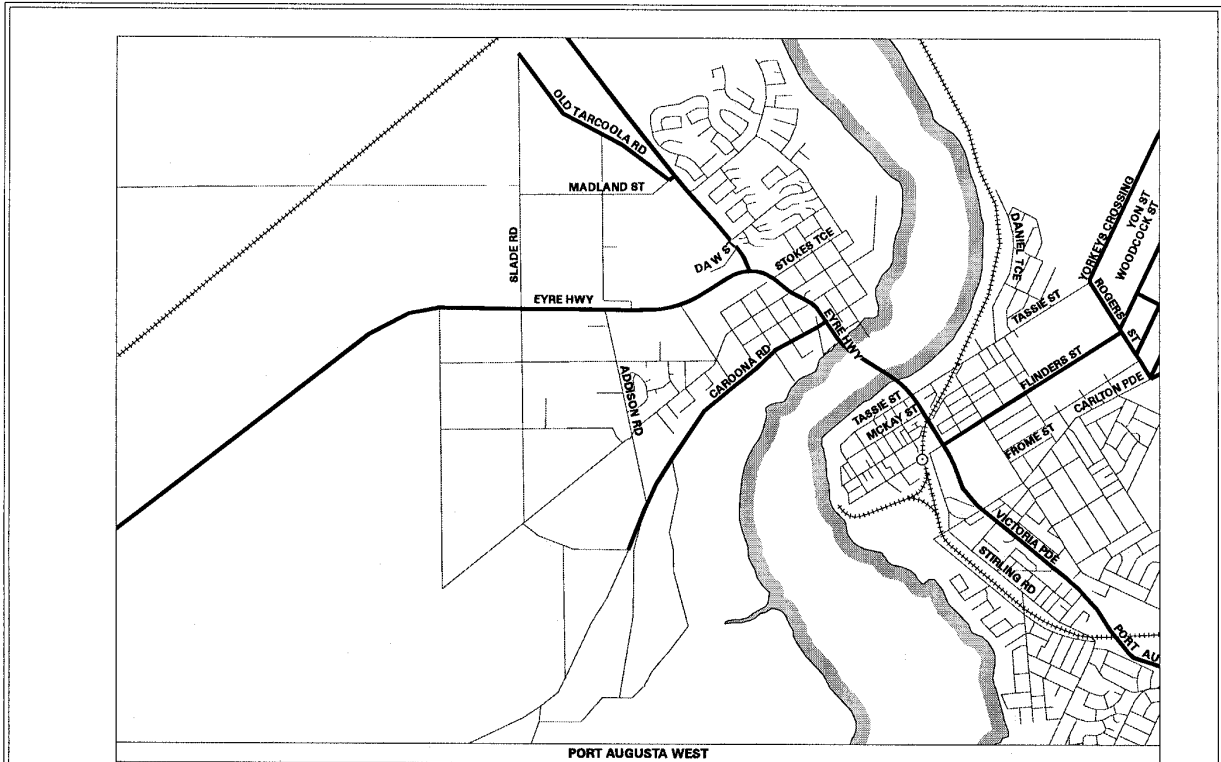 OLD TARCOOLA RD
MADLAND ST
SLADE RD
DAW ST
STOKES TCE
EYRE HWY
EYRE HWY
CAROONA RD
ADDISON RD
DANIEL TCE
YORKEYS CROSSING
YON ST
WOODCOCK ST
ROGERS ST
TASSIE ST
FLINDERS ST
CARLTON PDE
TASSIE ST
MCKAY ST
FROME ST
VICTORIA PDE
STIRLING RD
PORT AU
PORT AUGUSTA WEST